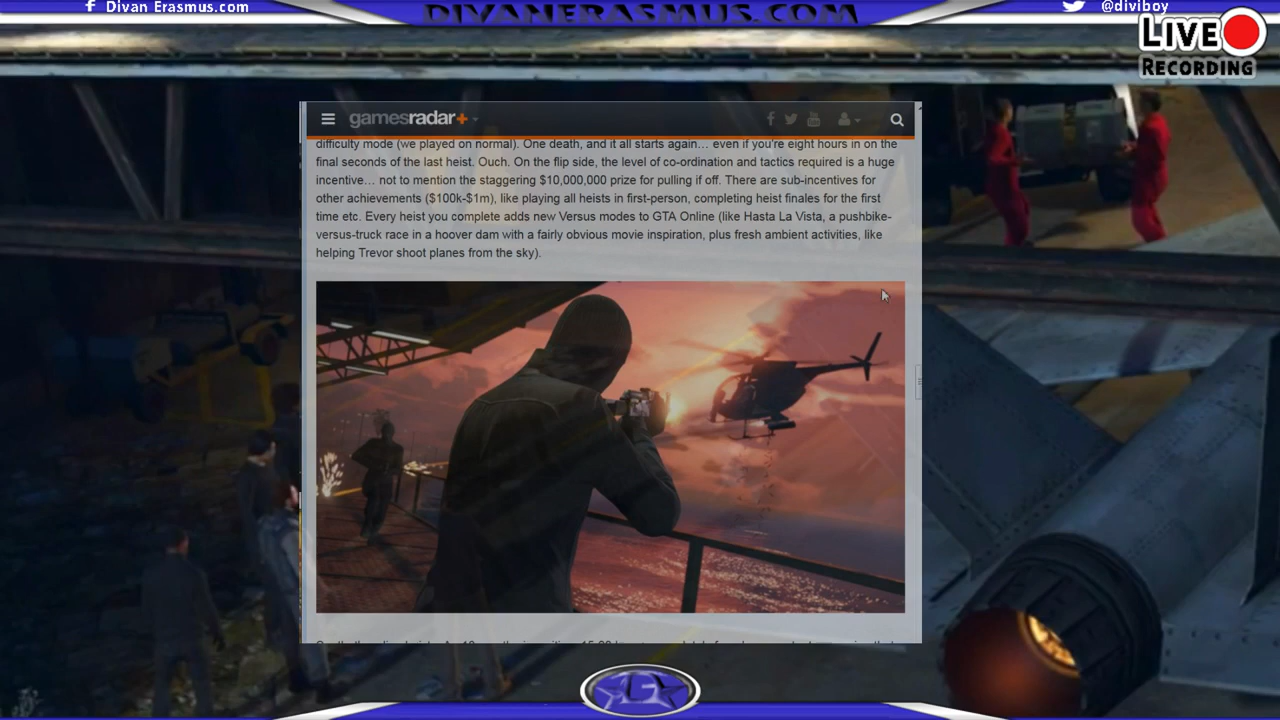 Divan Erasmus.com
DIVANERASMUS.COM
@diviboy
LIVE
RECORDING
gamesradar+
difficulty mode (we played on normal). One death, and it all starts again… even if you're eight hours in on the
final seconds of the last heist. Ouch. On the flip side, the level of co-ordination and tactics required is a huge
incentive… not to mention the staggering $10,000,000 prize for pulling if off. There are sub-incentives for
other achievements ($100k-$1m), like playing all heists in first-person, completing heist finales for the first
time etc. Every heist you complete adds new Versus modes to GTA Online (like Hasta La Vista, a pushbike-
versus-truck race in a hoover dam with a fairly obvious movie inspiration, plus fresh ambient activities, like
helping Trevor shoot planes from the sky).